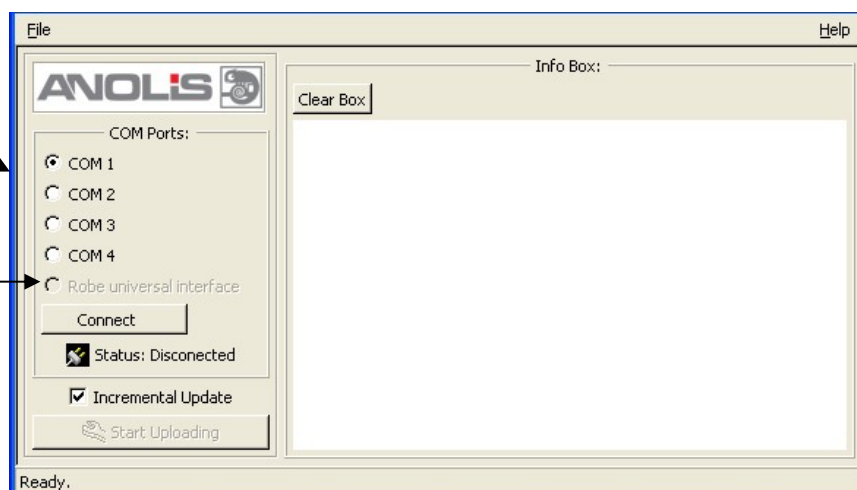 File Help
ANOLiS
COM Ports:
COM 1
COM 2
COM 3
COM 4
Robe universal interface
Connect
Status: Disconected
Incremental Update
Start Uploading
Info Box:
Clear Box
Ready.